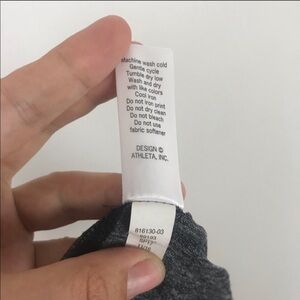 Machine wash cold
Gentle cycle
Tumble dry low
Wash and dry
with like colors
Cool iron
Do not iron print
Do not dry clean
Do not bleach
Do not use
fabric softener
DESIGN ©
ATHLETA, INC.
816130-03